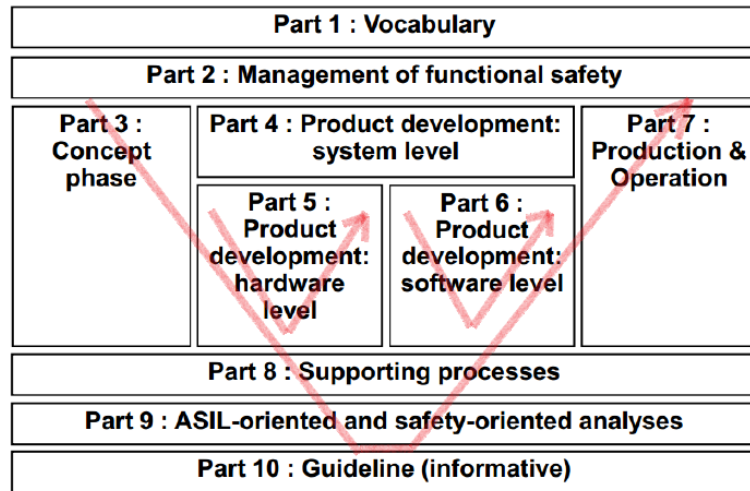 Part 1 : Vocabulary
Part 2 : Management of functional safety
Part 3 :
Concept
phase
Part 4 : Product development:
system level
Part 5 :
Product
development:
hardware
level
Part 6 :
Product
development:
software level
Part 7 :
Production &
Operation
Part 8 : Supporting processes
Part 9 : ASIL-oriented and safety-oriented analyses
Part 10 : Guideline (informative)